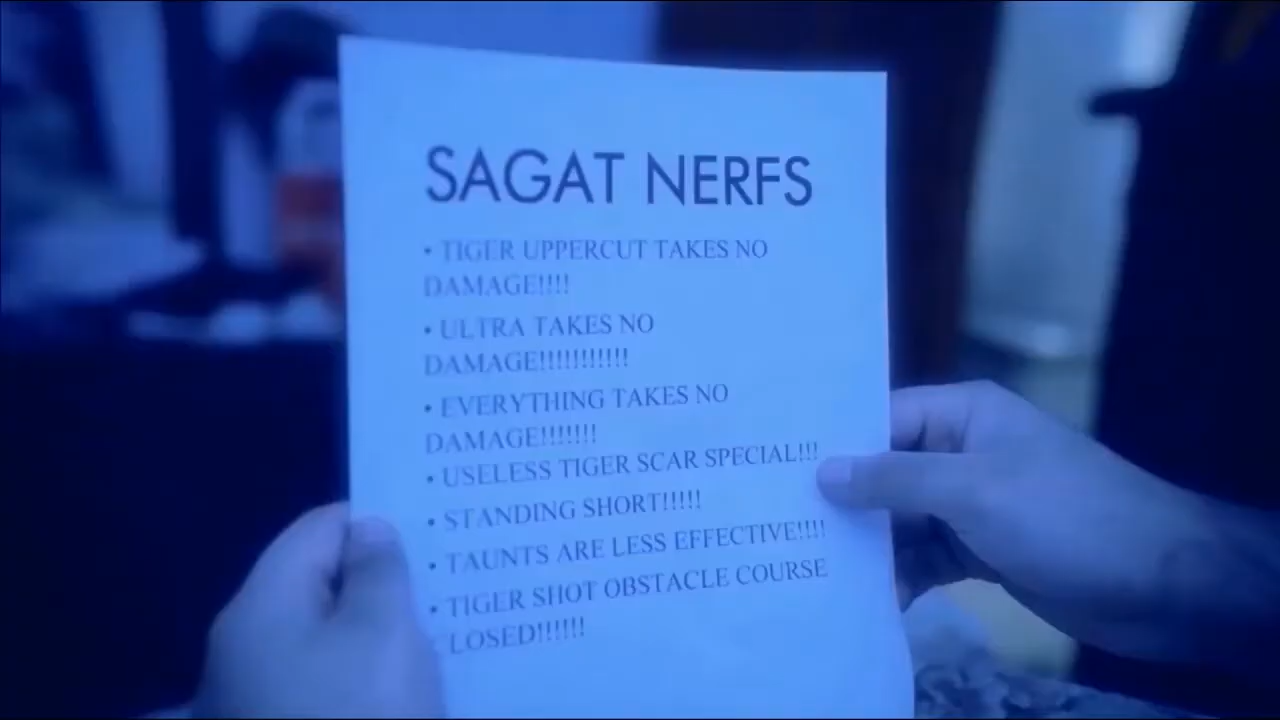 SAGAT NERFS
• TIGER UPPERCUT TAKES NO
DAMAGE!!!!
• ULTRA TAKES NO
DAMAGE!!!!!!!!!!!
• EVERYTHING TAKES NO
DAMAGE!!!!!!!
• USELESS TIGER SCAR SPECIAL!!!
• STANDING SHORT!!!!!
• TAUNTS ARE LESS EFFECTIVE!!!!
• TIGER SHOT OBSTACLE COURSE
LOSED!!!!!!